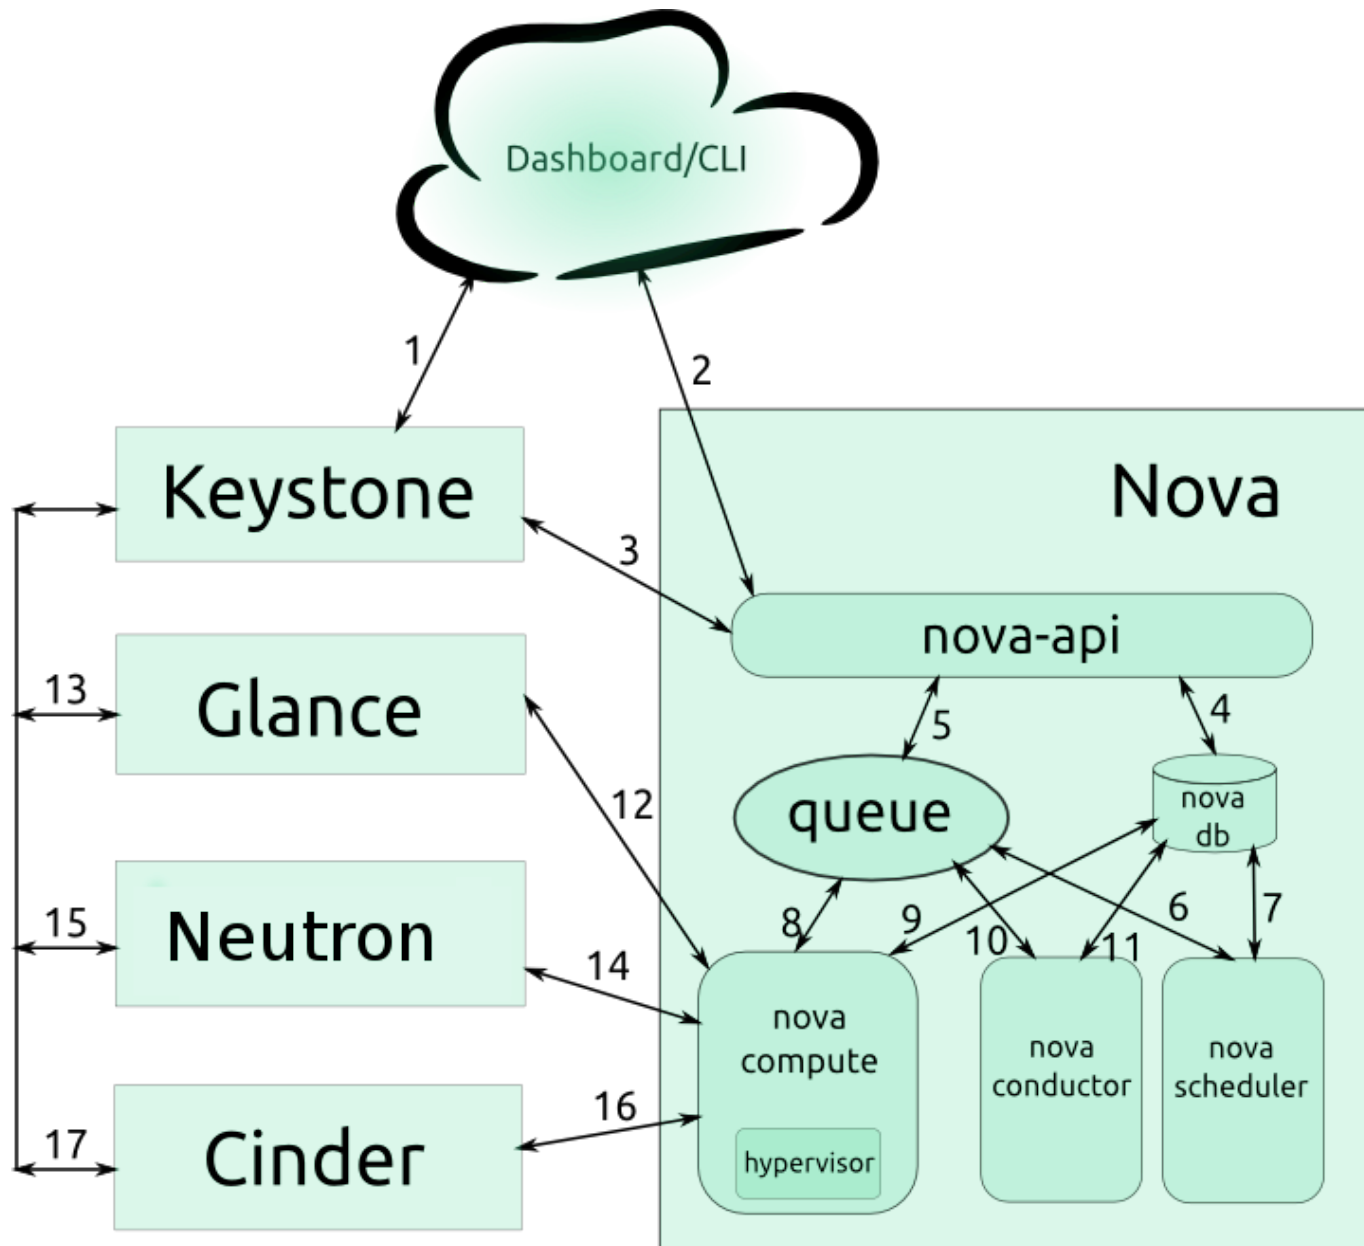 Dashboard/CLI
1
2
Keystone
Nova
3
nova-api
13
Glance
5
4
12
queue
nova
db
15
Neutron
14
8
9
10
11
6
7
nova
compute
nova
conductor
nova
scheduler
16
17
Cinder
hypervisor